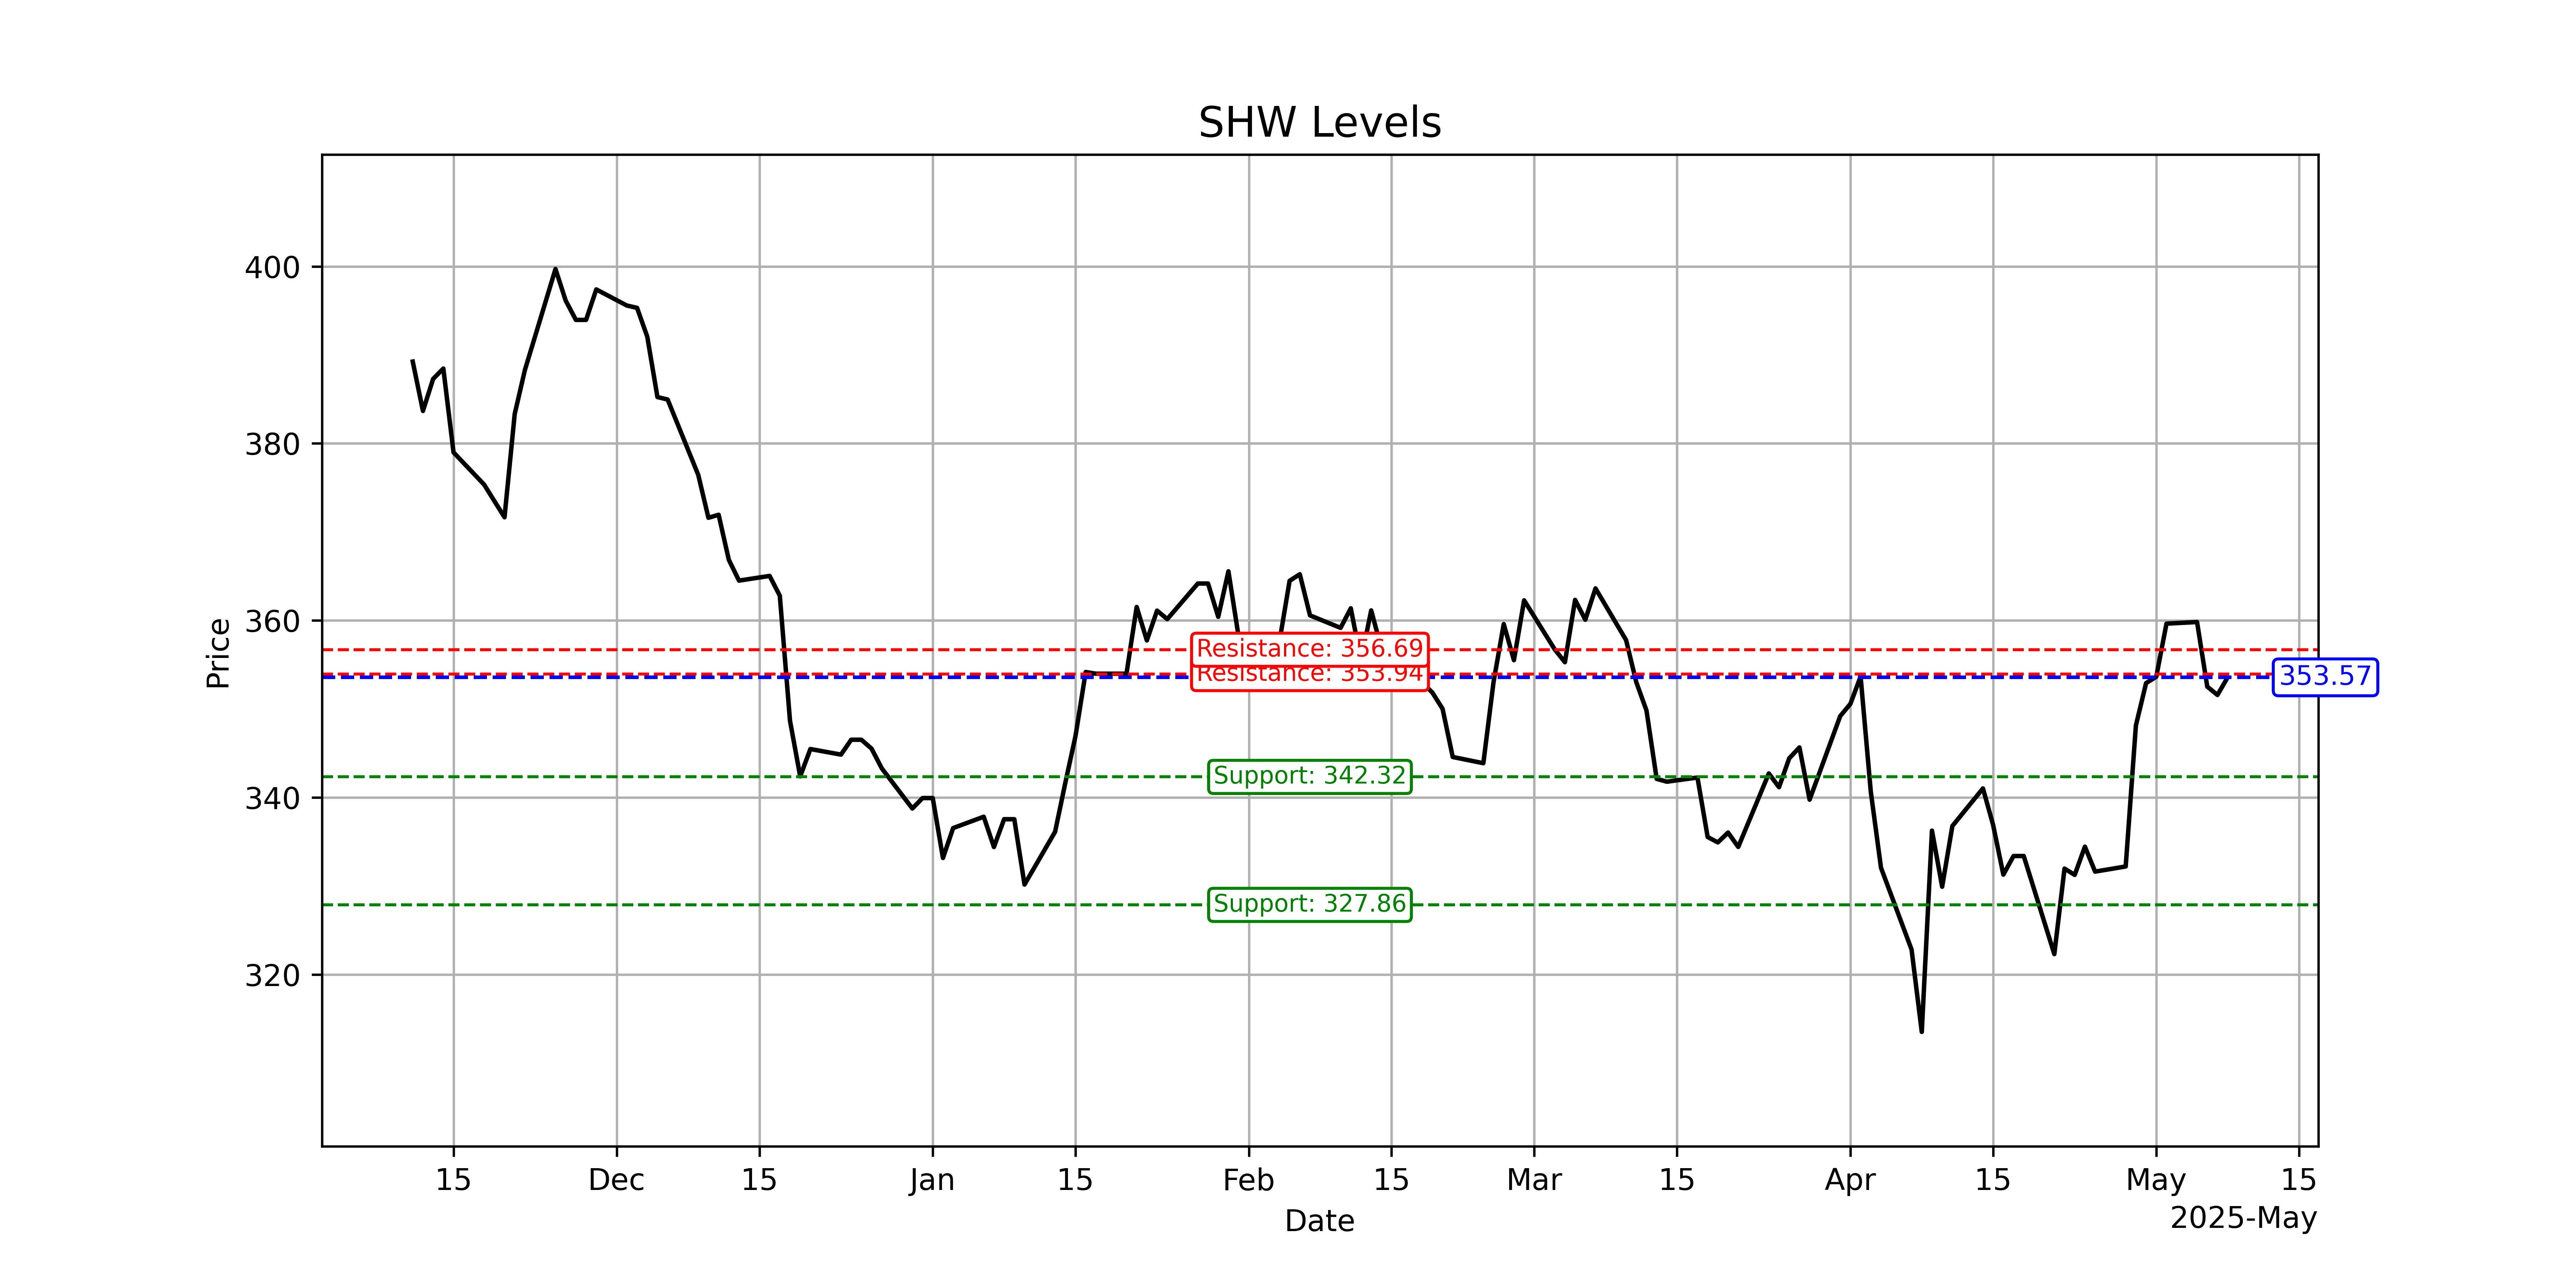 SHW Levels
Price
400
380
360
340
320
Resistance: 356.69
Resistance: 353.94
353.57
Support: 342.32
Support: 327.86
15 Dec 15 Jan 15 Feb 15 Mar 15 Apr 15 May 15
Date
2025-May